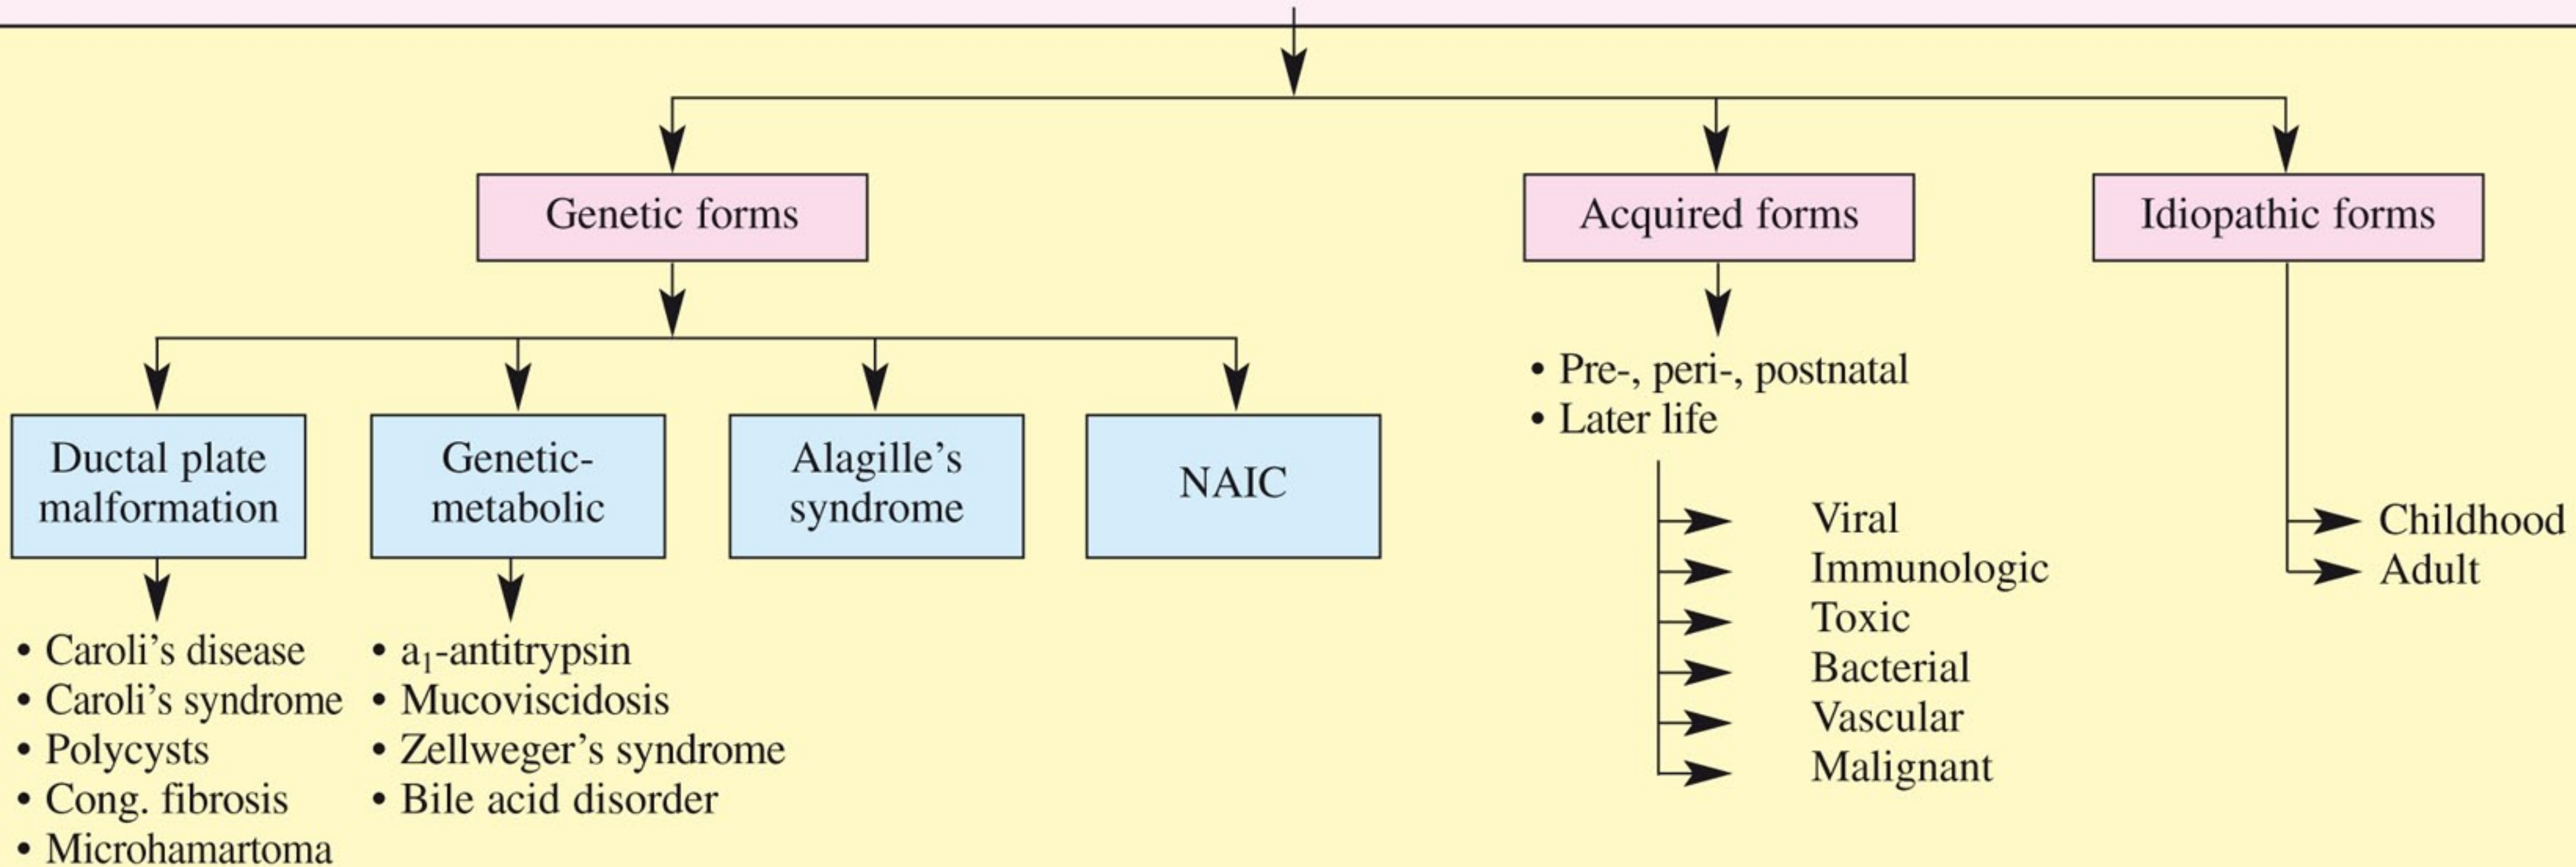 Genetic forms
Acquired forms
Idiopathic forms
Ductal plate
malformation
Genetic-
metabolic
Alagille’s
syndrome
NAIC
• Caroli’s disease
• Caroli’s syndrome
• Polycysts
• Cong. fibrosis
• Microhamartoma
• a₁-antitrypsin
• Mucoviscidosis
• Zellweger’s syndrome
• Bile acid disorder
• Pre-, peri-, postnatal
• Later life
Viral
Immunologic
Toxic
Bacterial
Vascular
Malignant
Childhood
Adult